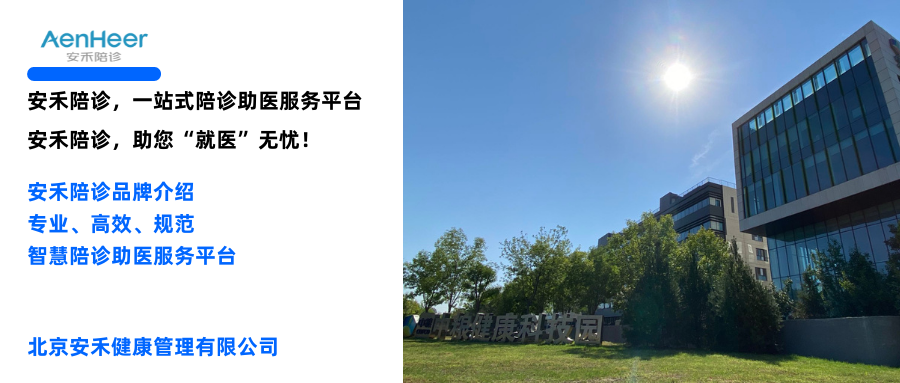 AenHeer
安禾陪诊
安禾陪诊，一站式陪诊助医服务平台
安禾陪诊，助您“就医”无忧！
安禾陪诊品牌介绍
专业、高效、规范
智慧陪诊助医服务平台
北京安禾健康管理有限公司
健康科技园